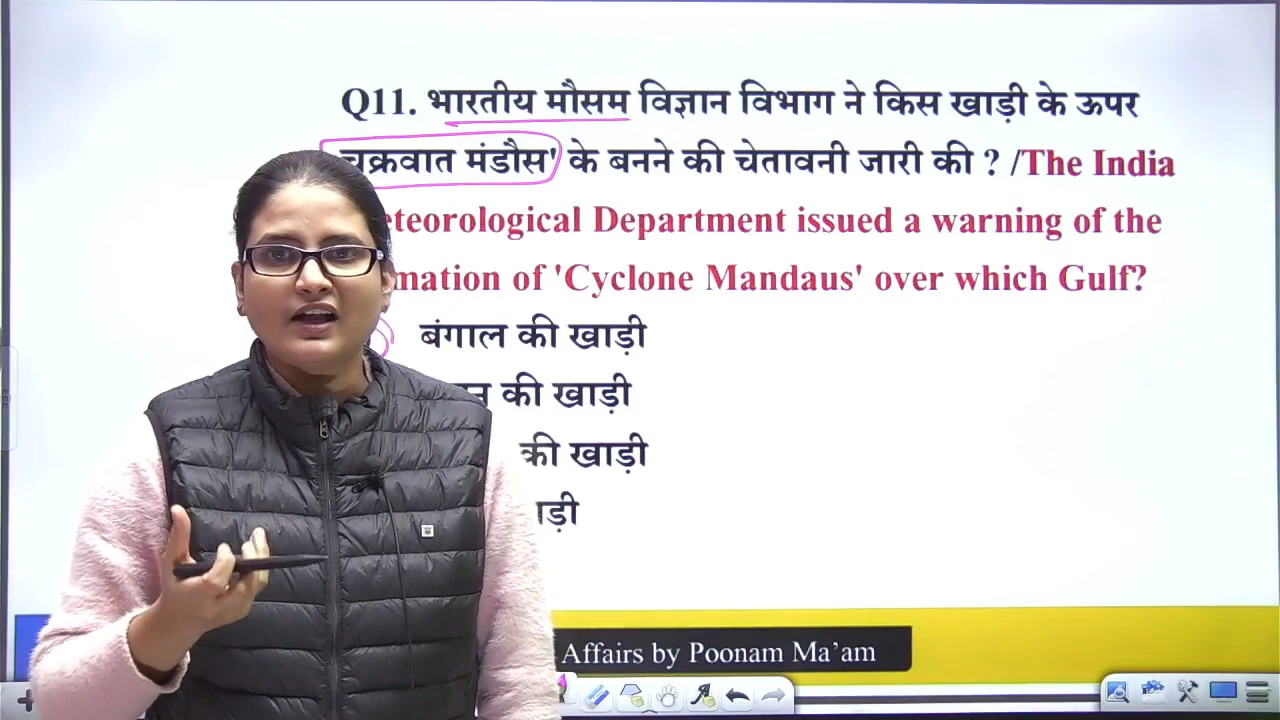 Q11. भारतीय मौसम विज्ञान विभाग ने किस खाड़ी के ऊपर
चक्रवात मंडौस' के बनने की चेतावनी जारी की ? /The India
eteorological Department issued a warning of the
mation of 'Cyclone Mandaus' over which Gulf?
बंगाल की खाड़ी
की खाड़ी
की खाड़ी
Affairs by Poonam Ma'am